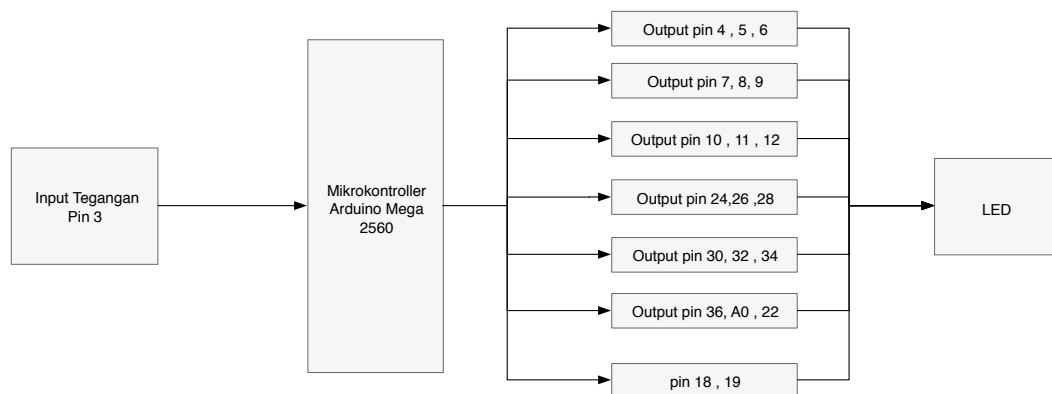 Input Tegangan
Pin 3
Mikrokontroller
Arduino Mega
2560
Output pin 4 , 5 , 6
Output pin 7, 8, 9
Output pin 10 , 11 , 12
Output pin 24,26 ,28
Output pin 30, 32 , 34
Output pin 36, A0 , 22
pin 18 , 19
LED